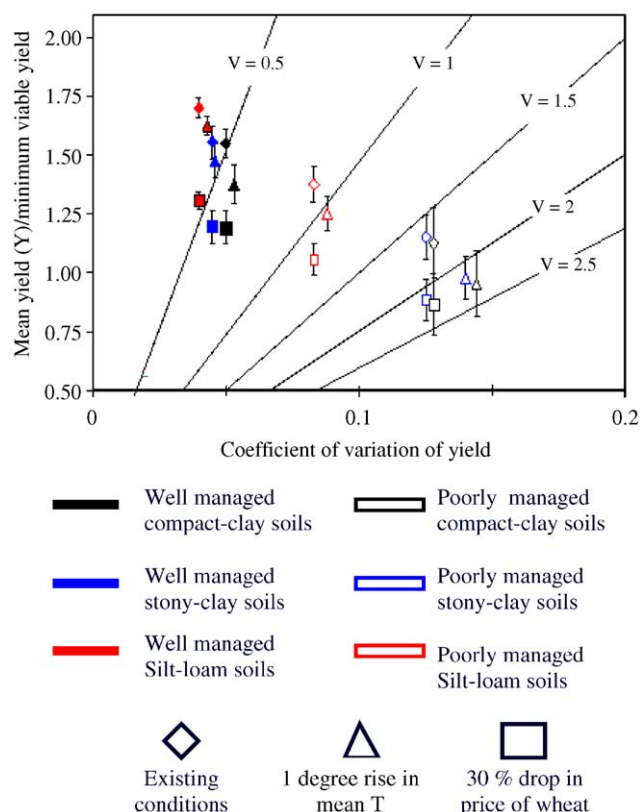 2.00
1.75
1.50
1.25
1.00
0.75
0.50
Mean yield (Y)/minimum viable yield
V = 0.5
V = 1
V = 1.5
V = 2
V = 2.5
0
0.1
0.2
Coefficient of variation of yield
Well managed
compact-clay soils
Poorly managed
compact-clay soils
Well managed
stony-clay soils
Poorly managed
stony-clay soils
Well managed
Silt-loam soils
Poorly managed
Silt-loam soils
Existing
conditions
1 degree rise in
mean T
30 % drop in
price of wheat